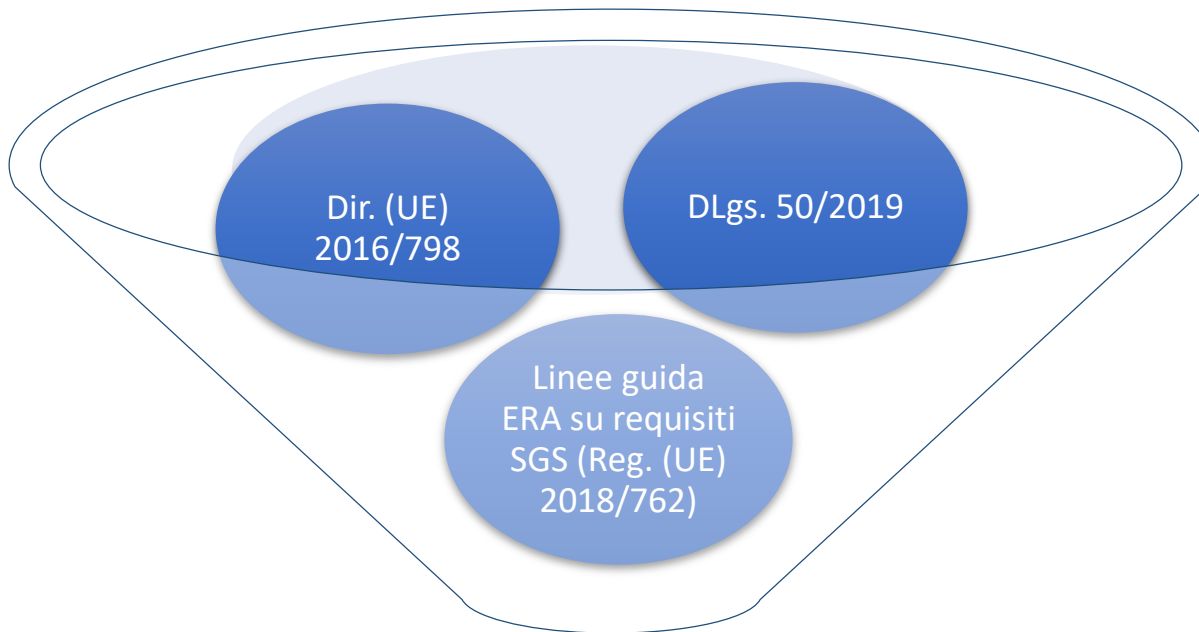 Dir. (UE)
2016/798
DLgs. 50/2019
Linee guida
ERA su requisiti
SGS (Reg. (UE)
2018/762)